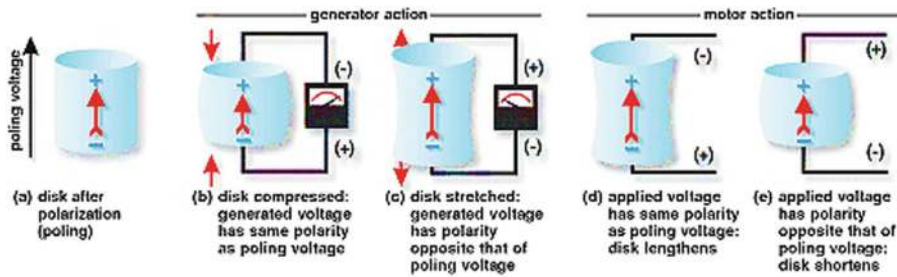 generator action
motor action
poling voltage
+
−
(-)
(+)
+
−
(+)
(-)
+
−
(-)
(+)
+
−
(+)
(-)
+
−
(a) disk after
polarization
(poling)
(b) disk compressed:
generated voltage
has same polarity
as poling voltage
(c) disk stretched:
generated voltage
has polarity
opposite that of
poling voltage
(d) applied voltage
has same polarity
as poling voltage:
disk lengthens
(e) applied voltage
has polarity
opposite that of
poling voltage:
disk shortens